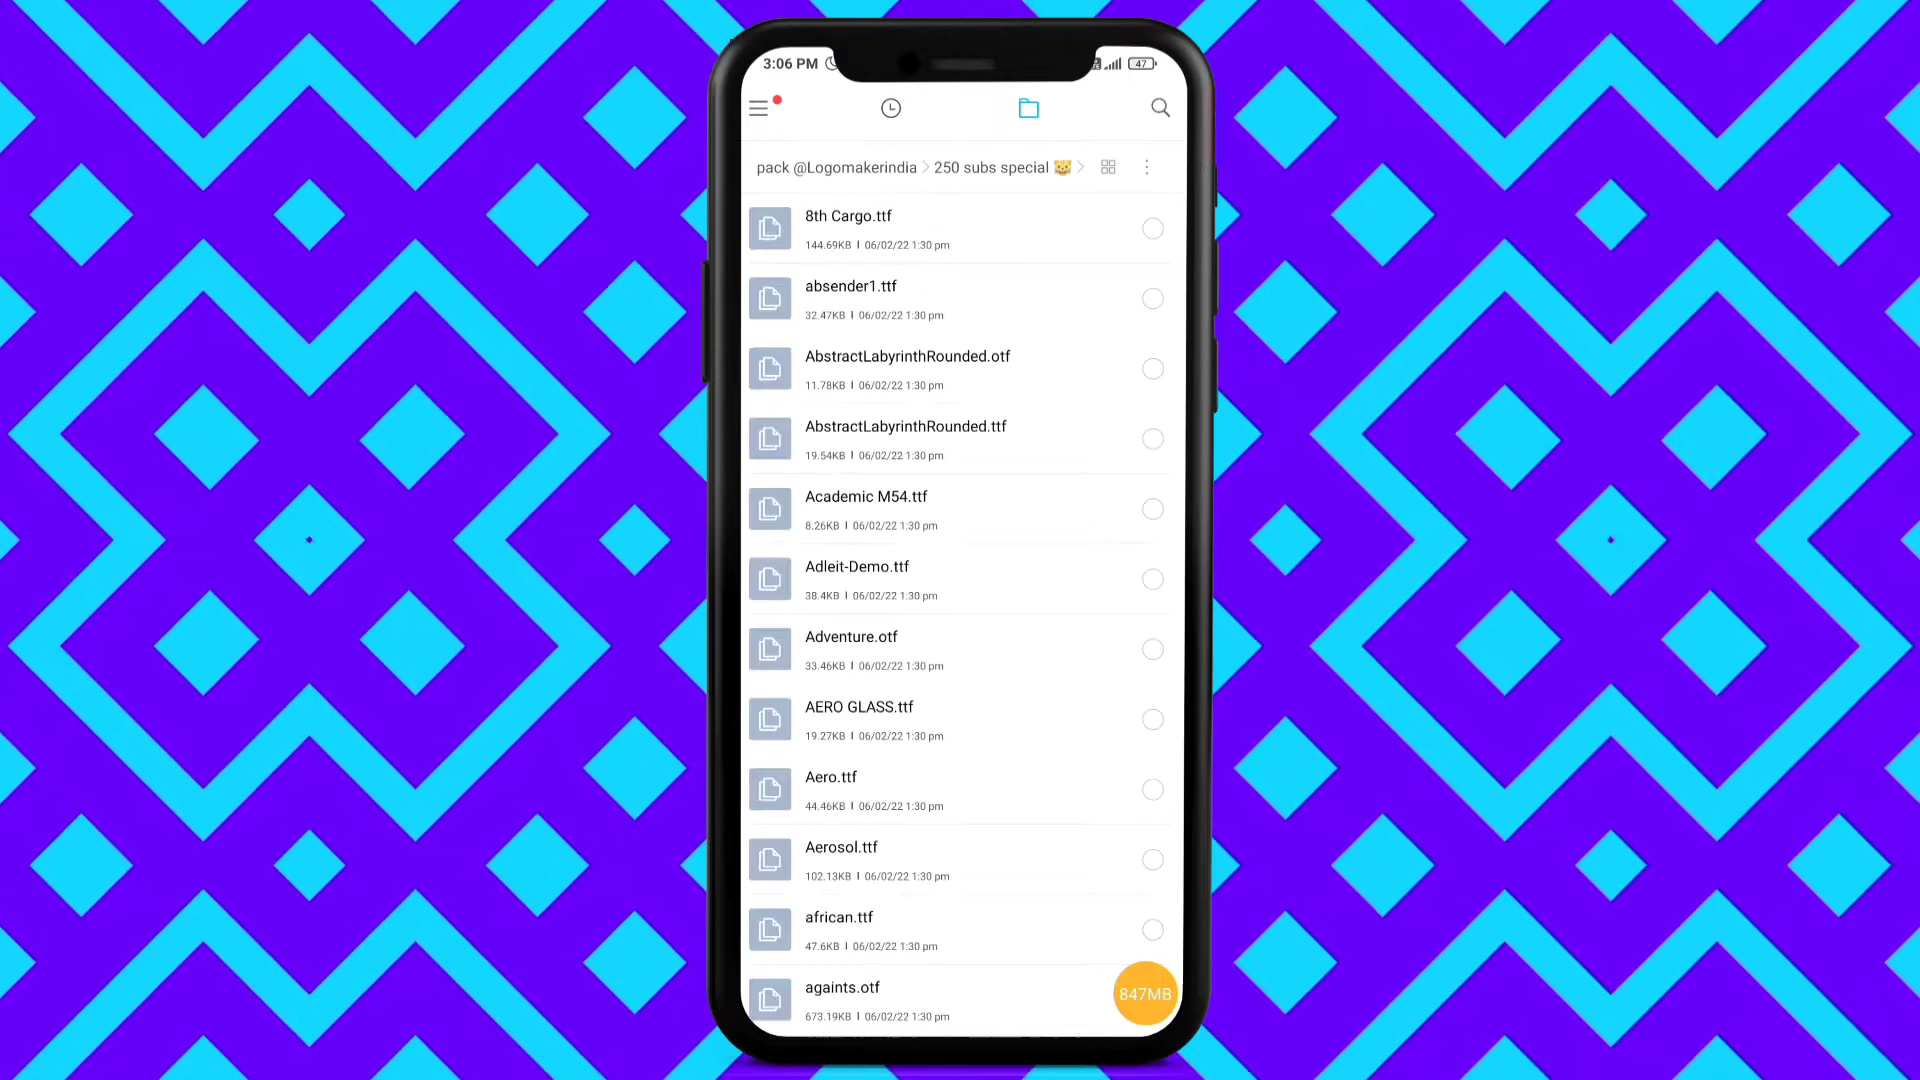 3:06 PM
47
pack @Logomakerindia > 250 subs special 😺 >
8th Cargo.ttf
144.69KB | 06/02/22 1:30 pm
absender1.ttf
32.47KB | 06/02/22 1:30 pm
AbstractLabyrinthRounded.otf
11.78KB | 06/02/22 1:30 pm
AbstractLabyrinthRounded.ttf
19.54KB | 06/02/22 1:30 pm
Academic M54.ttf
8.26KB | 06/02/22 1:30 pm
Adleit-Demo.ttf
38.4KB | 06/02/22 1:30 pm
Adventure.otf
33.46KB | 06/02/22 1:30 pm
AERO GLASS.ttf
19.27KB | 06/02/22 1:30 pm
Aero.ttf
44.46KB | 06/02/22 1:30 pm
Aerosol.ttf
102.13KB | 06/02/22 1:30 pm
african.ttf
47.6KB | 06/02/22 1:30 pm
againts.otf
673.19KB | 06/02/22 1:30 pm
847MB